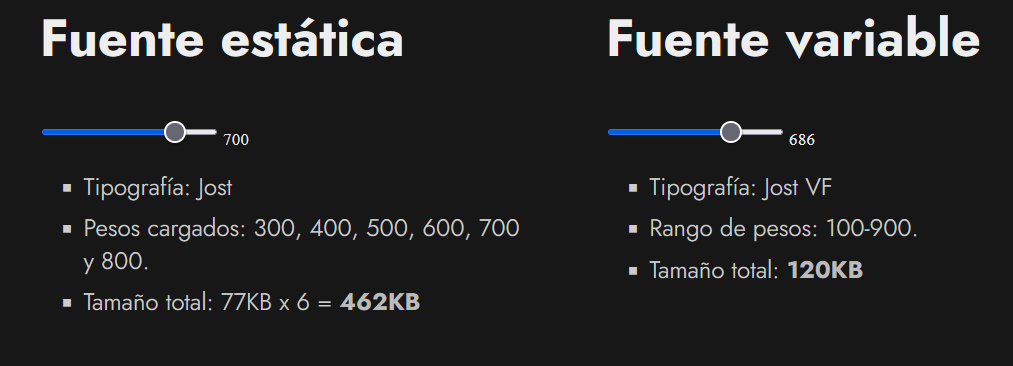 Fuente estática
700
▪ Tipografía: Jost
▪ Pesos cargados: 300, 400, 500, 600, 700
y 800.
▪ Tamaño total: 77KB x 6 = 462KB
Fuente variable
686
▪ Tipografía: Jost VF
▪ Rango de pesos: 100-900.
▪ Tamaño total: 120KB